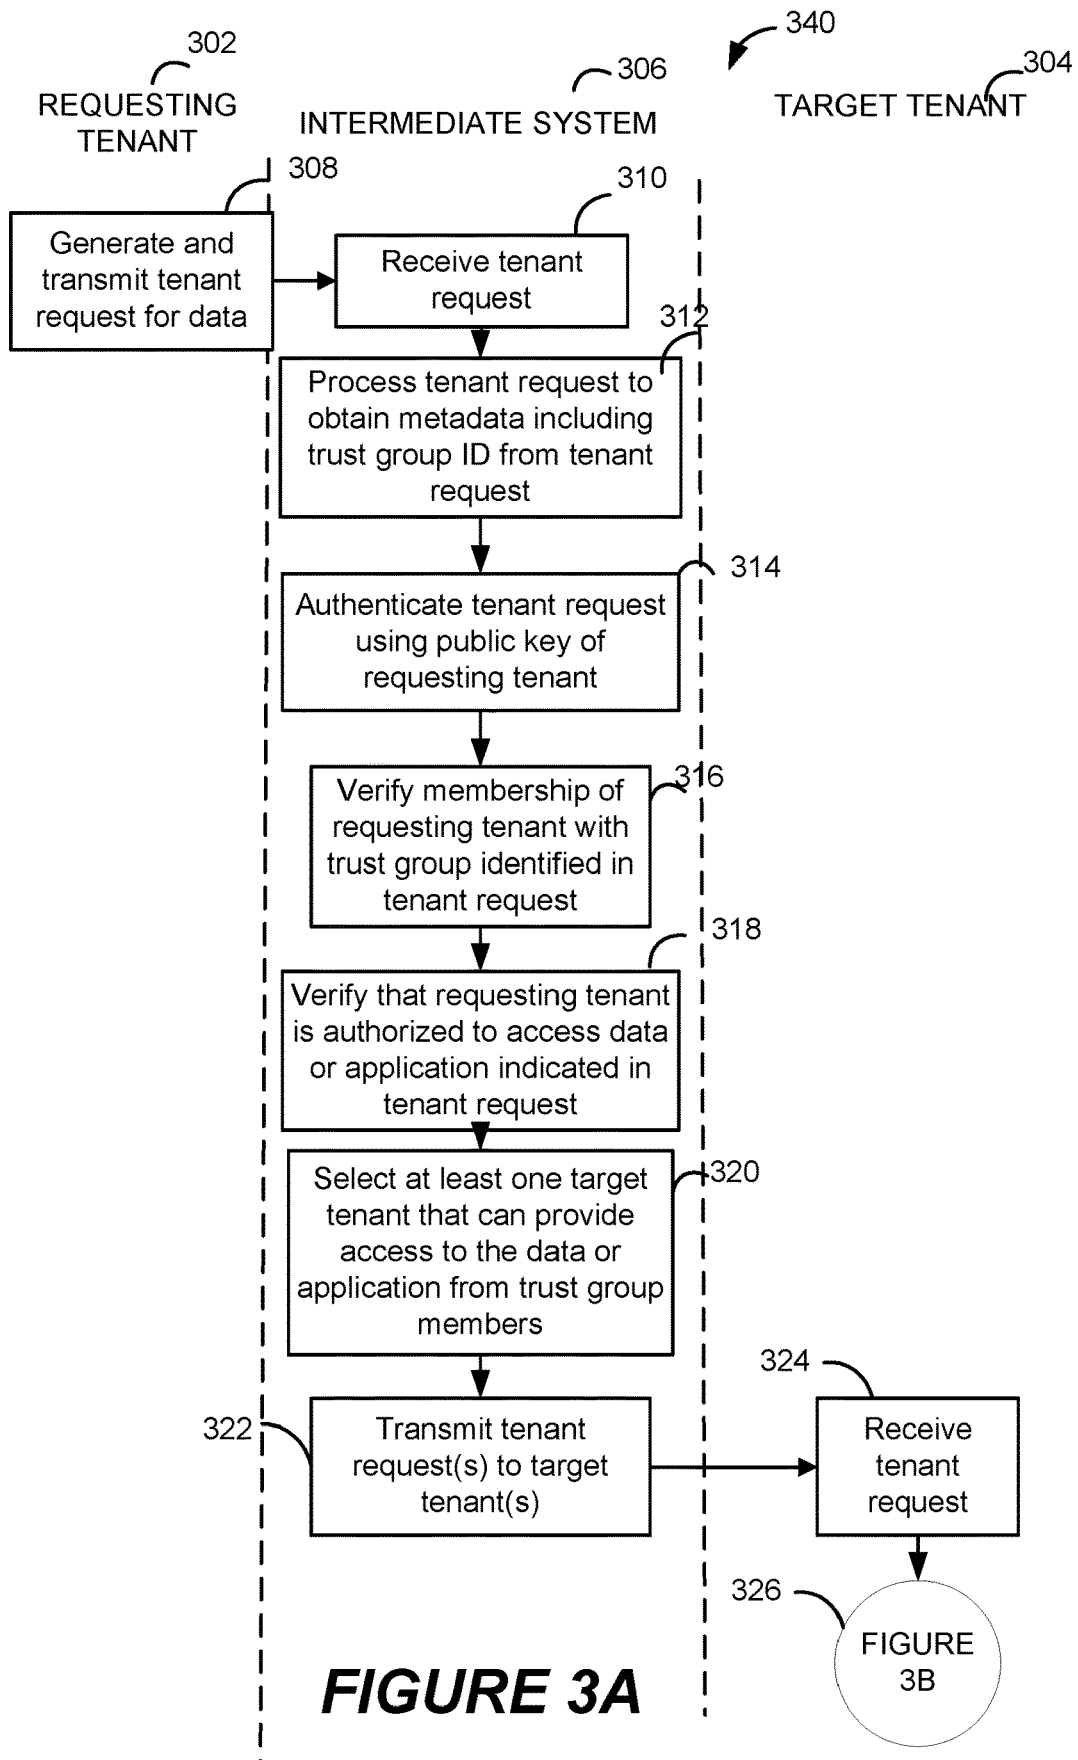 340
302
306
304
REQUESTING
TENANT
INTERMEDIATE SYSTEM
TARGET TENANT
308
310
Generate and
transmit tenant
request for data
Receive tenant
request
312
Process tenant request to
obtain metadata including
trust group ID from tenant
request
314
Authenticate tenant request
using public key of
requesting tenant
316
Verify membership of
requesting tenant with
trust group identified in
tenant request
318
Verify that requesting tenant
is authorized to access data
or application indicated in
tenant request
320
Select at least one target
tenant that can provide
access to the data or
application from trust group
members
322
Transmit tenant
request(s) to target
tenant(s)
324
Receive
tenant
request
326
FIGURE
3B
FIGURE 3A